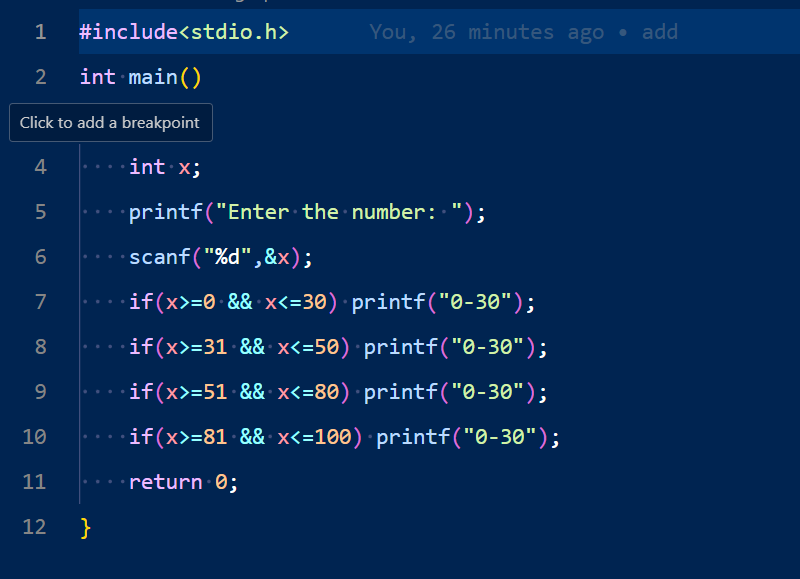 1 #include<stdio.h> You, 26 minutes ago • add
2 int main()
Click to add a breakpoint
4     int x;
5     printf("Enter the number: ");
6     scanf("%d",&x);
7     if(x>=0 && x<=30) printf("0-30");
8     if(x>=31 && x<=50) printf("0-30");
9     if(x>=51 && x<=80) printf("0-30");
10     if(x>=81 && x<=100) printf("0-30");
11     return 0;
12 }